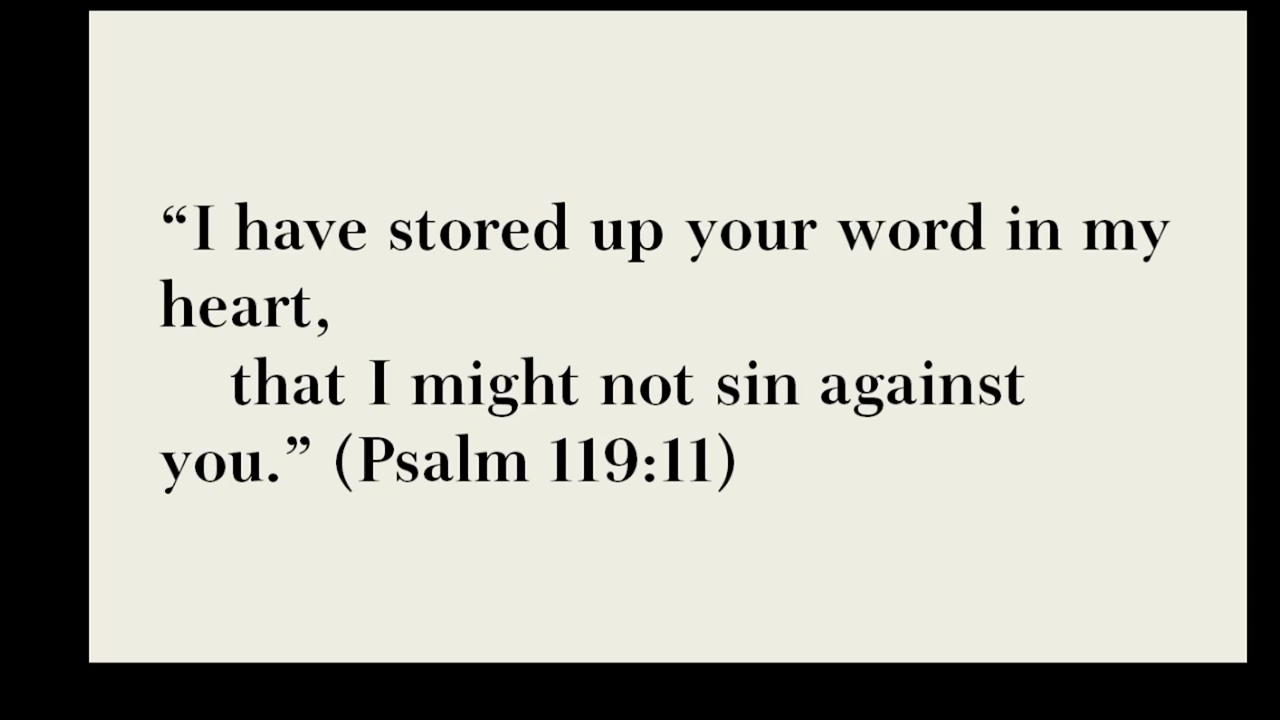 “I have stored up your word in my
heart,
that I might not sin against
you.” (Psalm 119:11)